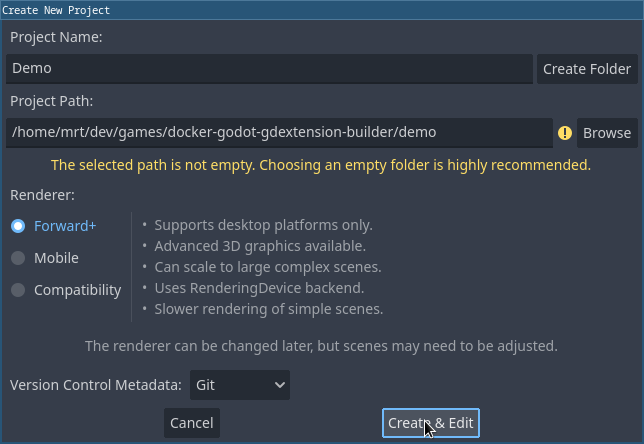 Create New Project
Project Name:
Demo
Create Folder
Project Path:
/home/mrt/dev/games/docker-godot-gdextension-builder/demo
Browse
The selected path is not empty. Choosing an empty folder is highly recommended.
Renderer:
Forward+
Mobile
Compatibility
• Supports desktop platforms only.
• Advanced 3D graphics available.
• Can scale to large complex scenes.
• Uses RenderingDevice backend.
• Slower rendering of simple scenes.
The renderer can be changed later, but scenes may need to be adjusted.
Version Control Metadata:
Git
Cancel
Create & Edit